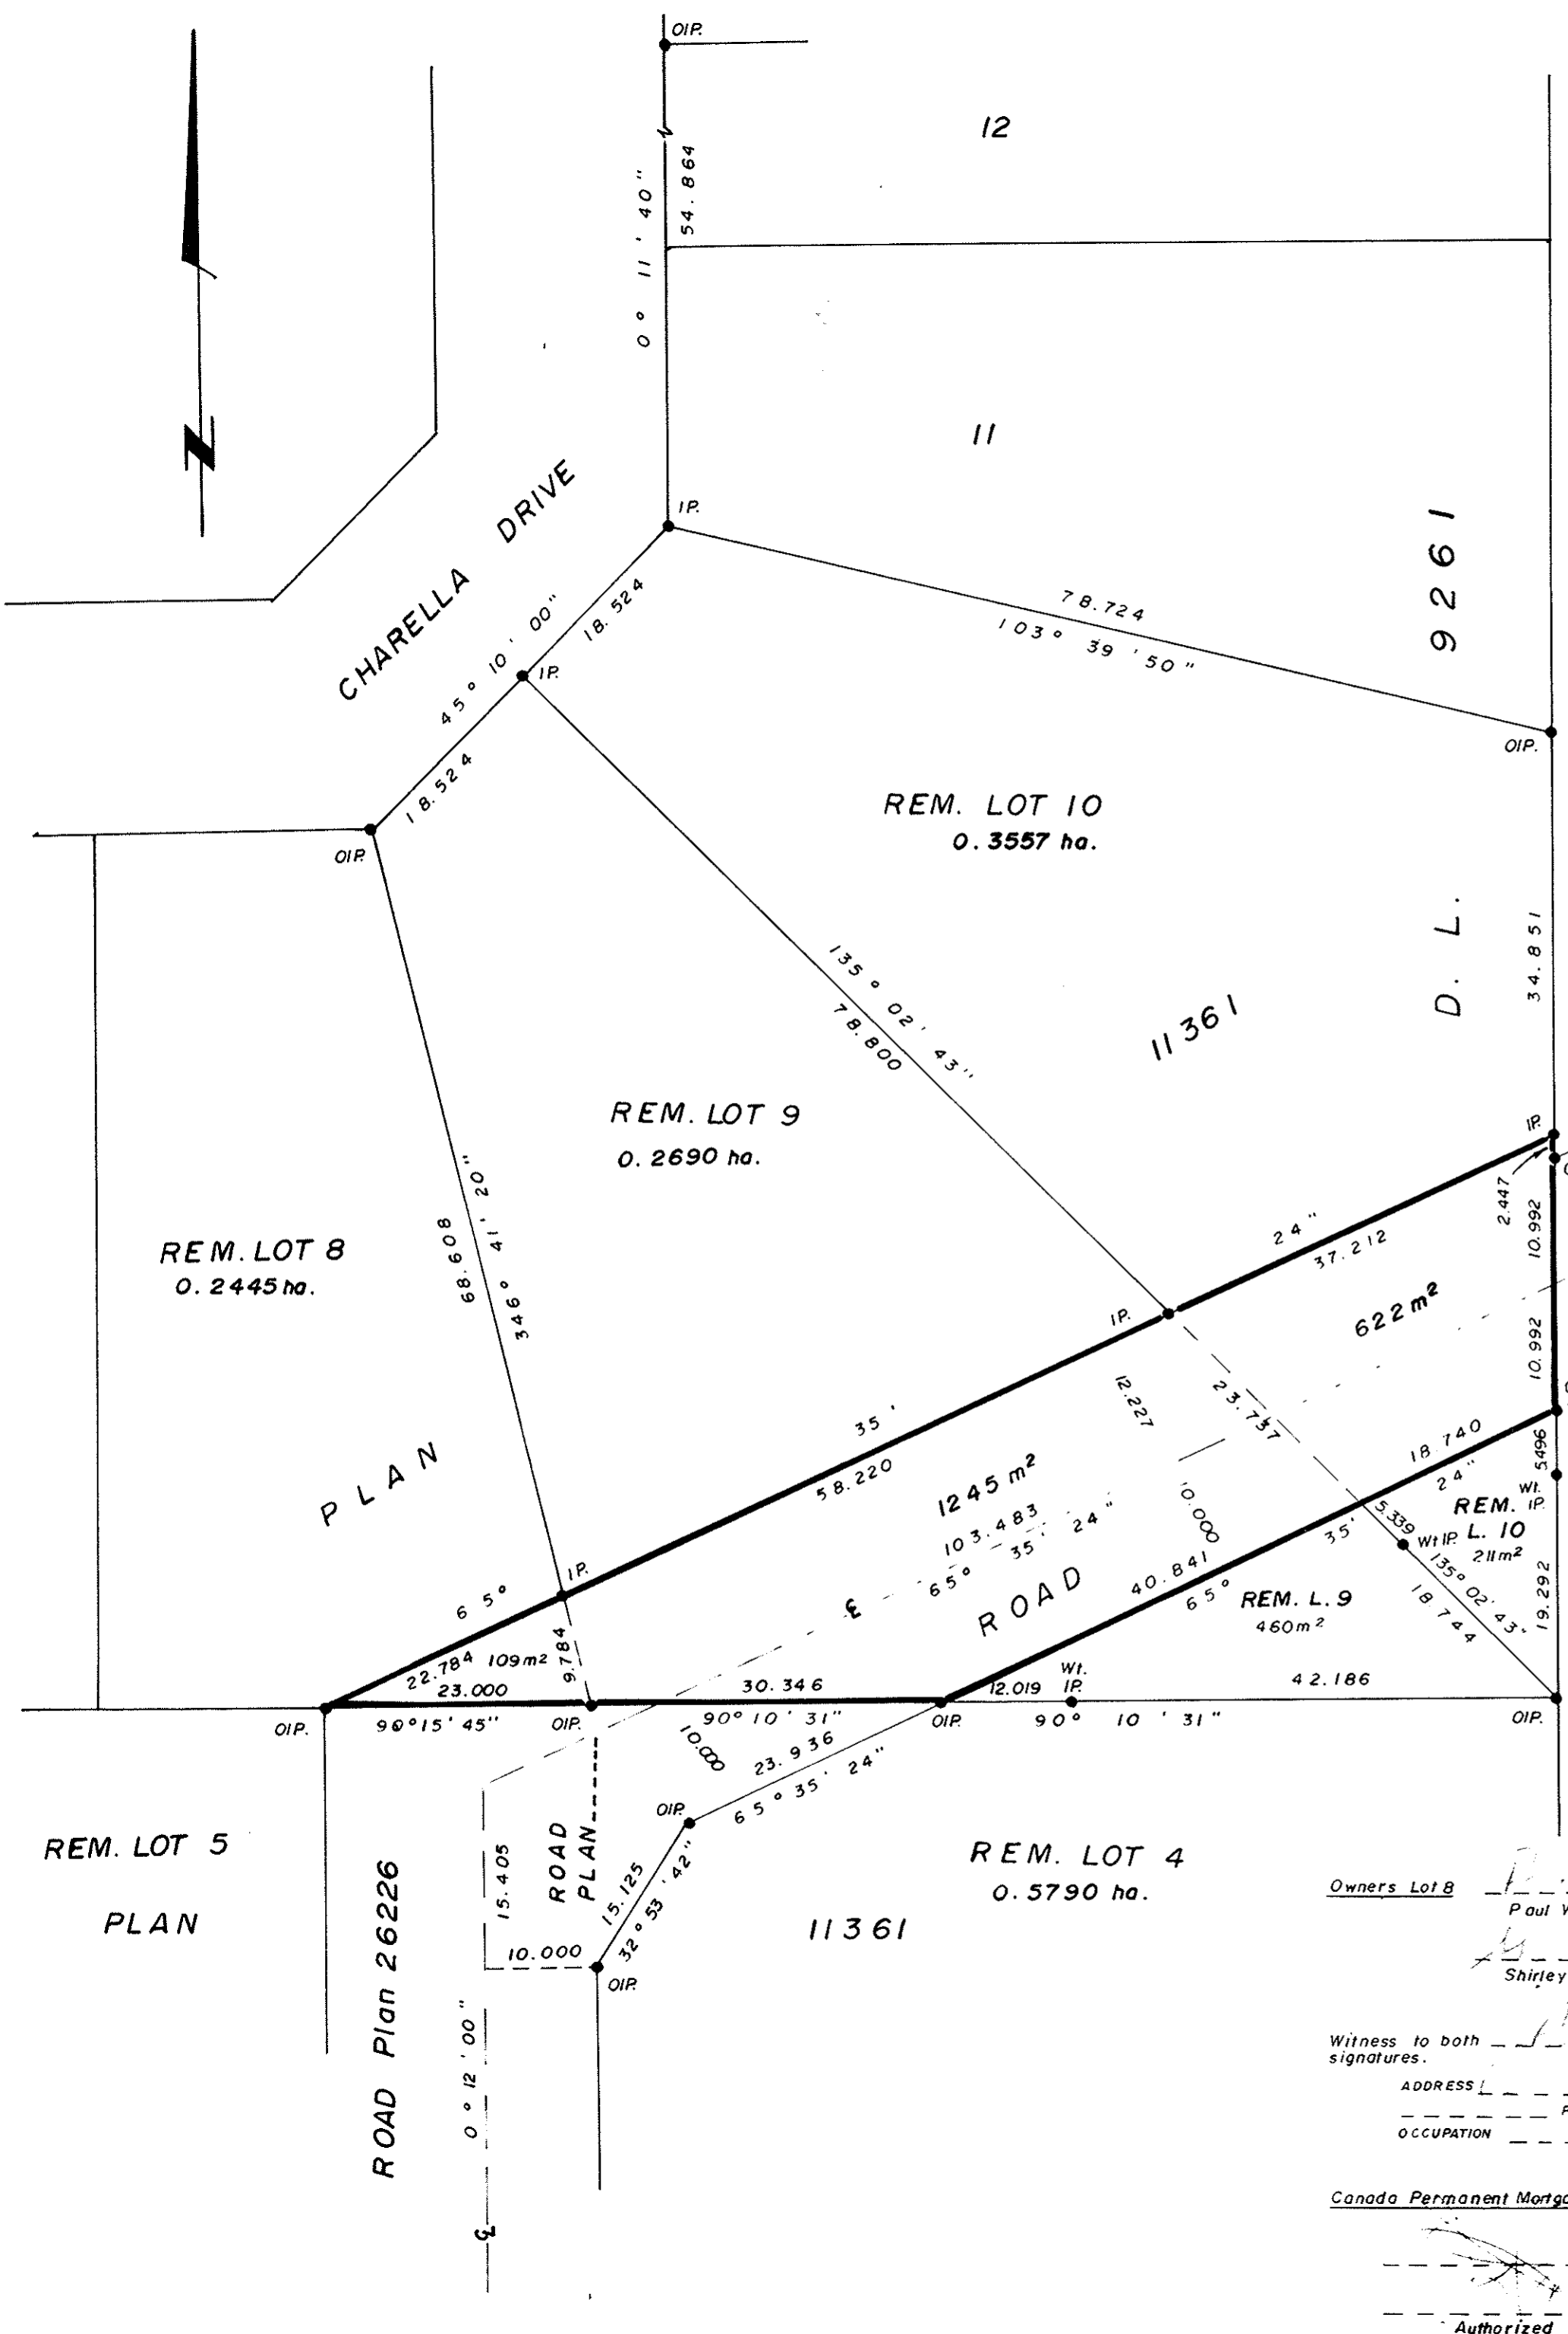 OIP.
12
0° 11' 40"
54.864
N
11
CHARELLA DRIVE
IP.
45° 10' 00"
18.524
IP.
18.524
78.724
103° 39' 50"
9261
OIP.
OIP.
REM. LOT 10
0.3557 ha.
D. L.
34.851
135° 02' 43"
78.800
11361
REM. LOT 9
0.2690 ha.
IP.
2.447
10.992
68.608
346° 41' 20"
REM. LOT 8
0.2445 ha.
24"
37.212
IP.
622 m²
10.992
12.227
23.737
35'
58.220
PLAN
1245 m²
103.483
65° 35' 24"
10.000
18.740
24"
5.496
Wt.
IP.
REM.
L. 10
211 m²
5.339
Wt IP.
35'
135° 02' 43"
18.744
19.292
IP.
65°
℄
ROAD
40.841
65°
REM. L. 9
460 m²
22.784
109 m²
9.784
23.000
30.346
12.019
Wt.
IP.
42.186
OIP.
90° 15' 45"
OIP.
90° 10' 31"
OIP.
90° 10' 31"
OIP.
10.000
23.936
65° 35' 24"
OIP.
REM. LOT 5
PLAN
ROAD Plan 26226
15.405
ROAD
PLAN
15.125
32° 53' 42"
10.000
OIP.
REM. LOT 4
0.5790 ha.
11361
0° 12' 00"
℄
Owners Lot 8
Paul
Shirley
Witness to both
signatures.
ADDRESS
OCCUPATION
Canada Permanent
Authorized